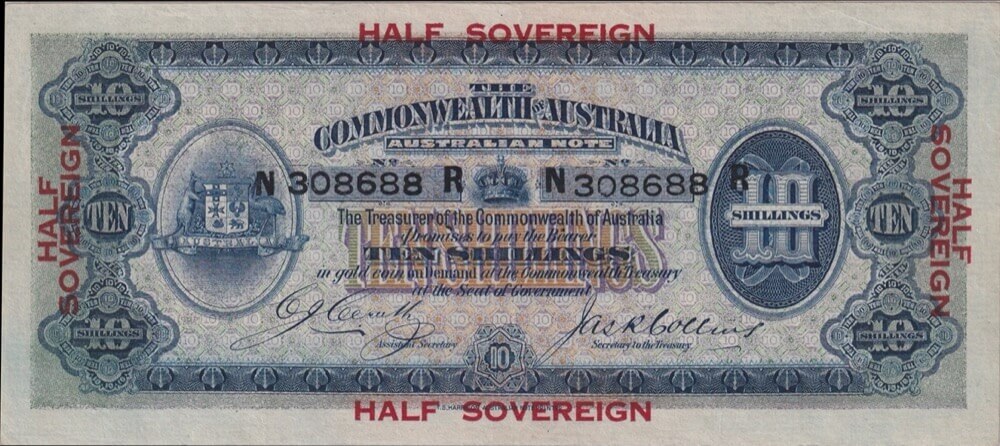 HALF SOVEREIGN
10 SHILLINGS
10 SHILLINGS
THE
COMMONWEALTH OF AUSTRALIA
AUSTRALIAN NOTE
No No
N 308688 R N 308688 R
HALF SOVEREIGN
TEN
AUSTRALIA
The Treasurer of the Commonwealth of Australia
Promises to pay the Bearer
TEN SHILLINGS
in gold coin on Demand at the Commonwealth Treasury
at the Seat of Government
10 SHILLINGS
TEN
HALF SOVEREIGN
Jas R Collins
Assistant Secretary
Secretary to the Treasury
10 SHILLINGS
10
10 SHILLINGS
HALF SOVEREIGN